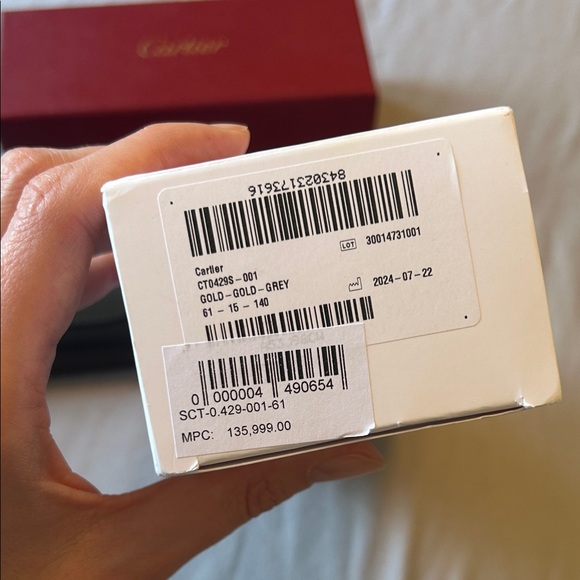 Cartier
843023173616
Cartier
CT0429S-001
GOLD-GOLD-GREY
61-15-140
LOT 30014731001
2024-07-22
0 000004 490654
SCT-0.429-001-61
MPC: 135,999.00